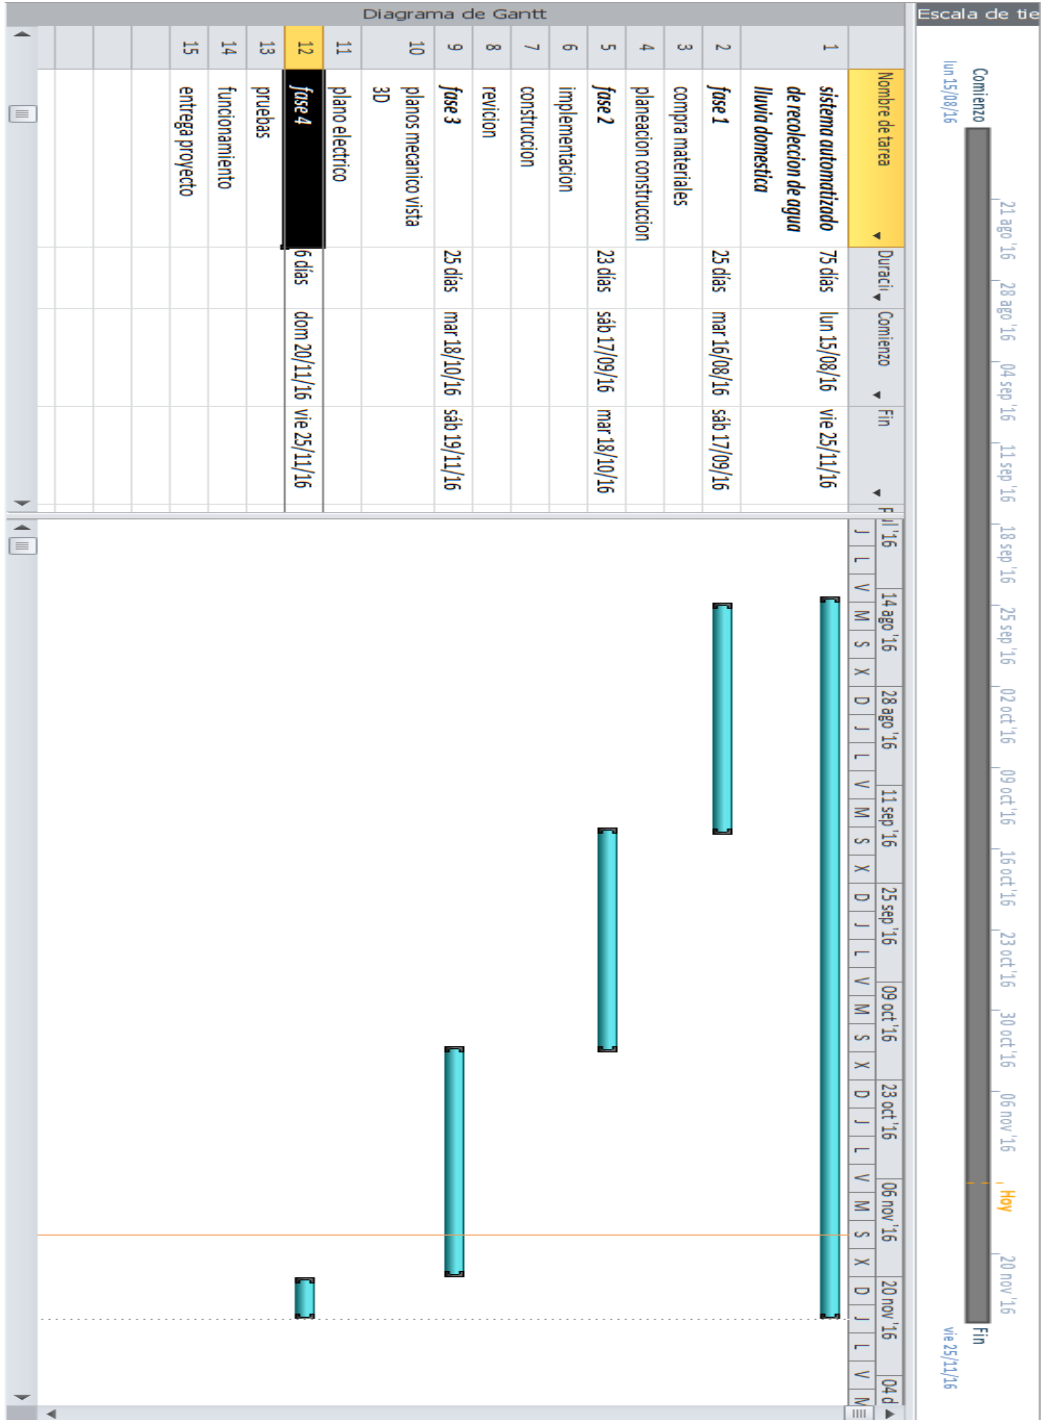 Escala de tie
Comienzo
lun 15/08/16
21 ago '16
28 ago '16
04 sep '16
11 sep '16
18 sep '16
25 sep '16
02 oct '16
09 oct '16
16 oct '16
23 oct '16
30 oct '16
06 nov '16
Hoy
20 nov '16
Fin
vie 25/11/16
Diagrama de Gantt
Nombre de tarea Duració Comienzo Fin
1 sistema automatizado 75 días lun 15/08/16 vie 25/11/16
de recoleccion de agua
lluvia domestica
2 fase 1 25 días mar 16/08/16 sáb 17/09/16
3 compra materiales
4 planeacion construccion
5 fase 2 23 días sáb 17/09/16 mar 18/10/16
6 implementacion
7 construccion
8 revicion
9 fase 3 25 días mar 18/10/16 sáb 19/11/16
10 planos mecanico vista
3D
11 plano electrico
12 fase 4 6 días dom 20/11/16 vie 25/11/16
13 pruebas
14 funcionamiento
15 entrega proyecto
jul '16 14 ago '16 28 ago '16 11 sep '16 25 sep '16 09 oct '16 23 oct '16 06 nov '16 20 nov '16 04 d
J L V M S X D J L V M S X D J L V M S X D J L V M S X D J L V M